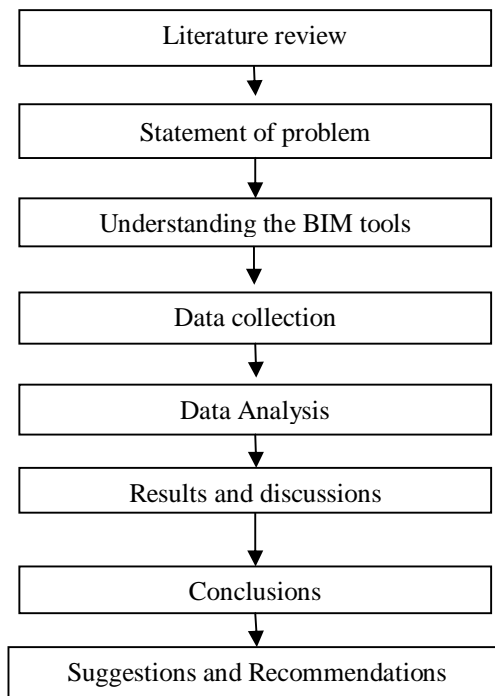 Literature review
Statement of problem
Understanding the BIM tools
Data collection
Data Analysis
Results and discussions
Conclusions
Suggestions and Recommendations